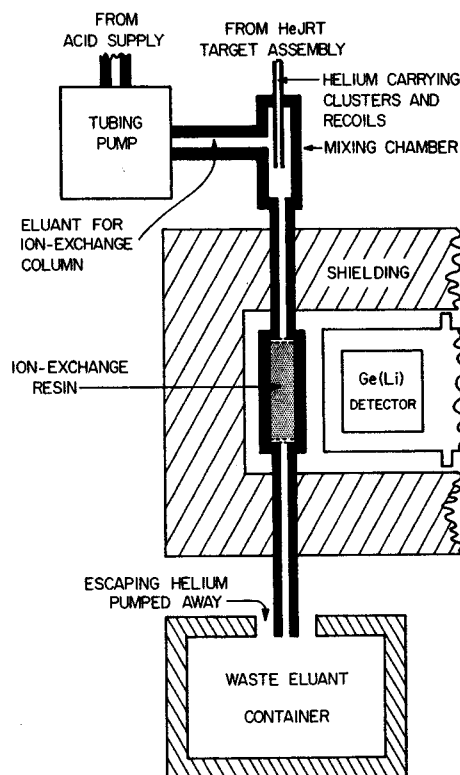 FROM
ACID SUPPLY
FROM HeJRT
TARGET ASSEMBLY
HELIUM CARRYING
CLUSTERS AND
RECOILS
TUBING
PUMP
MIXING CHAMBER
ELUANT FOR
ION-EXCHANGE
COLUMN
SHIELDING
ION-EXCHANGE
RESIN
Ge(Li)
DETECTOR
ESCAPING HELIUM
PUMPED AWAY
WASTE ELUANT
CONTAINER